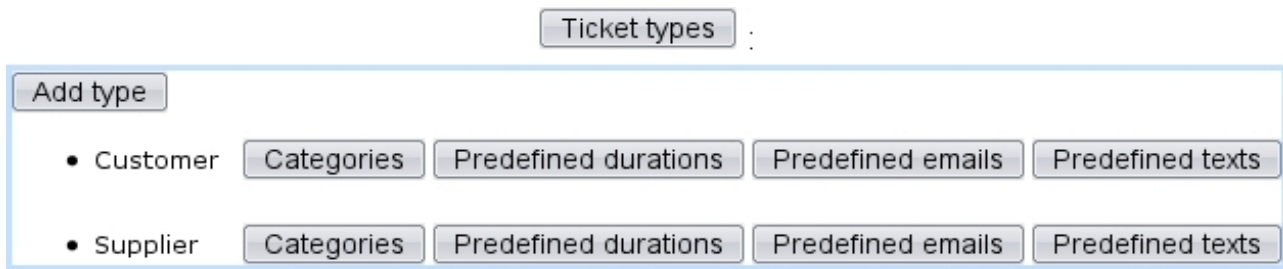 Ticket types :
Add type
• Customer Categories Predefined durations Predefined emails Predefined texts
• Supplier Categories Predefined durations Predefined emails Predefined texts